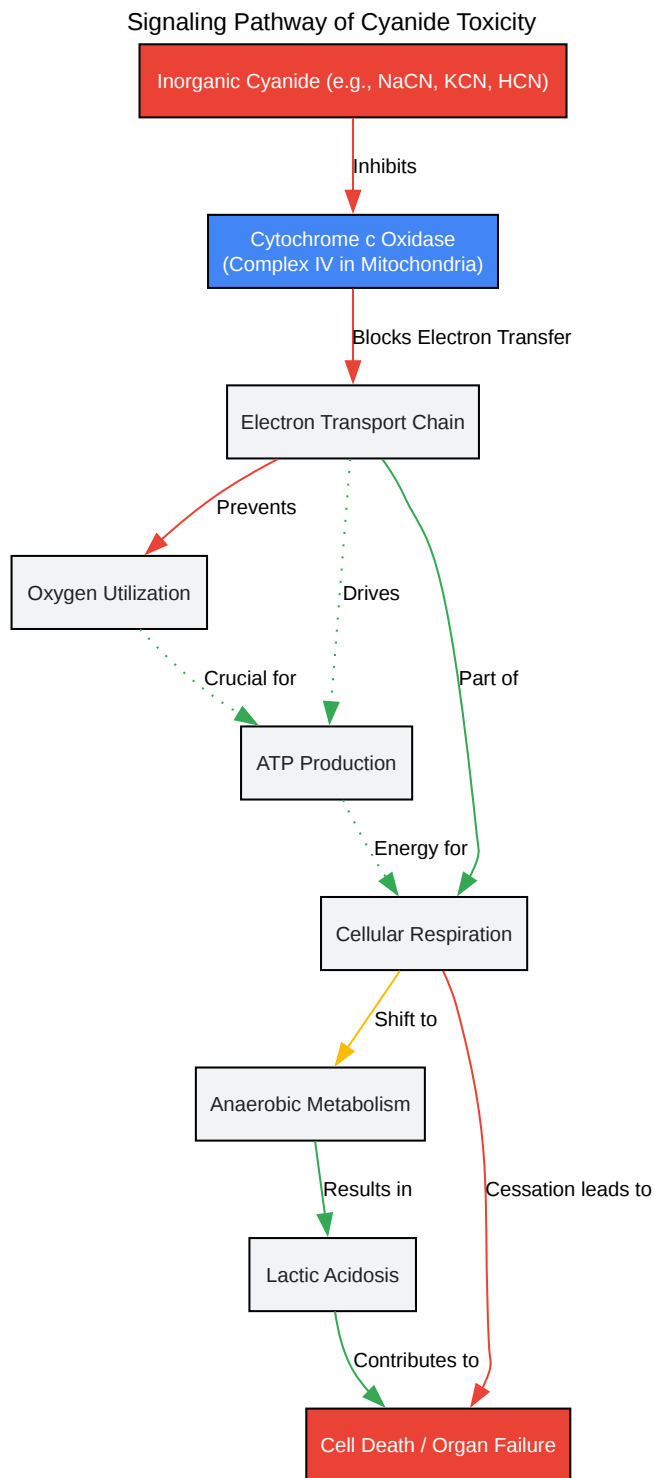 Signaling Pathway of Cyanide Toxicity
Inorganic Cyanide (e.g., NaCN, KCN, HCN)
Inhibits
Cytochrome c Oxidase
(Complex IV in Mitochondria)
Blocks Electron Transfer
Electron Transport Chain
Prevents
Oxygen Utilization
Drives
Crucial for
Part of
ATP Production
Energy for
Cellular Respiration
Shift to
Anaerobic Metabolism
Results in
Cessation leads to
Lactic Acidosis
Contributes to
Cell Death / Organ Failure